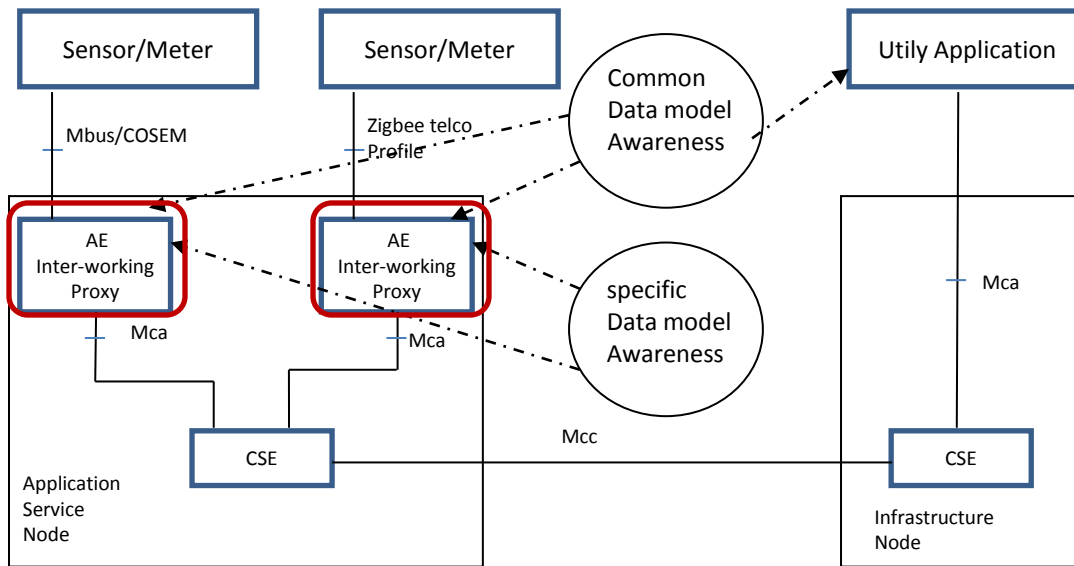 Sensor/Meter
Sensor/Meter
Utily Application
Common
Data model
Awareness
Mbus/COSEM
Zigbee telco
Profile
AE
Inter-working
Proxy
AE
Inter-working
Proxy
specific
Data model
Awareness
Mca
Mca
Mca
Mcc
CSE
CSE
Application
Service
Node
Infrastructure
Node